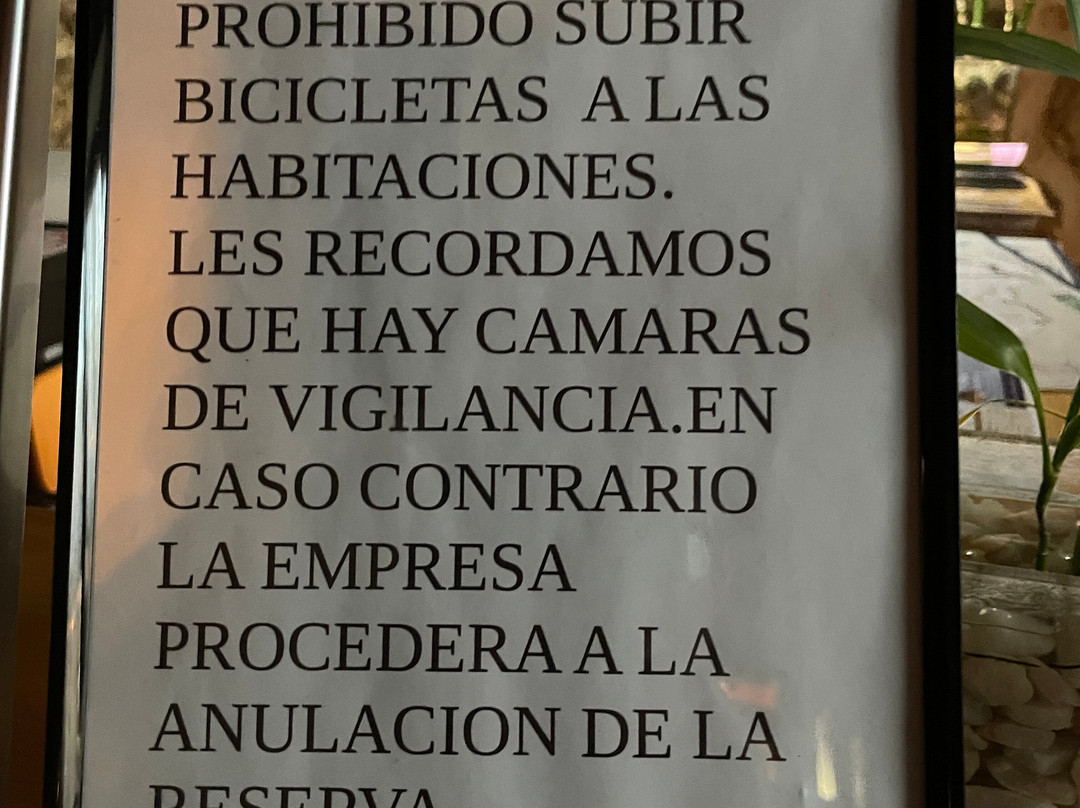 PROHIBIDO SUBIR
BICICLETAS A LAS
HABITACIONES.
LES RECORDAMOS
QUE HAY CAMARAS
DE VIGILANCIA.EN
CASO CONTRARIO
LA EMPRESA
PROCEDERA A LA
ANULACION DE LA
RESERVA